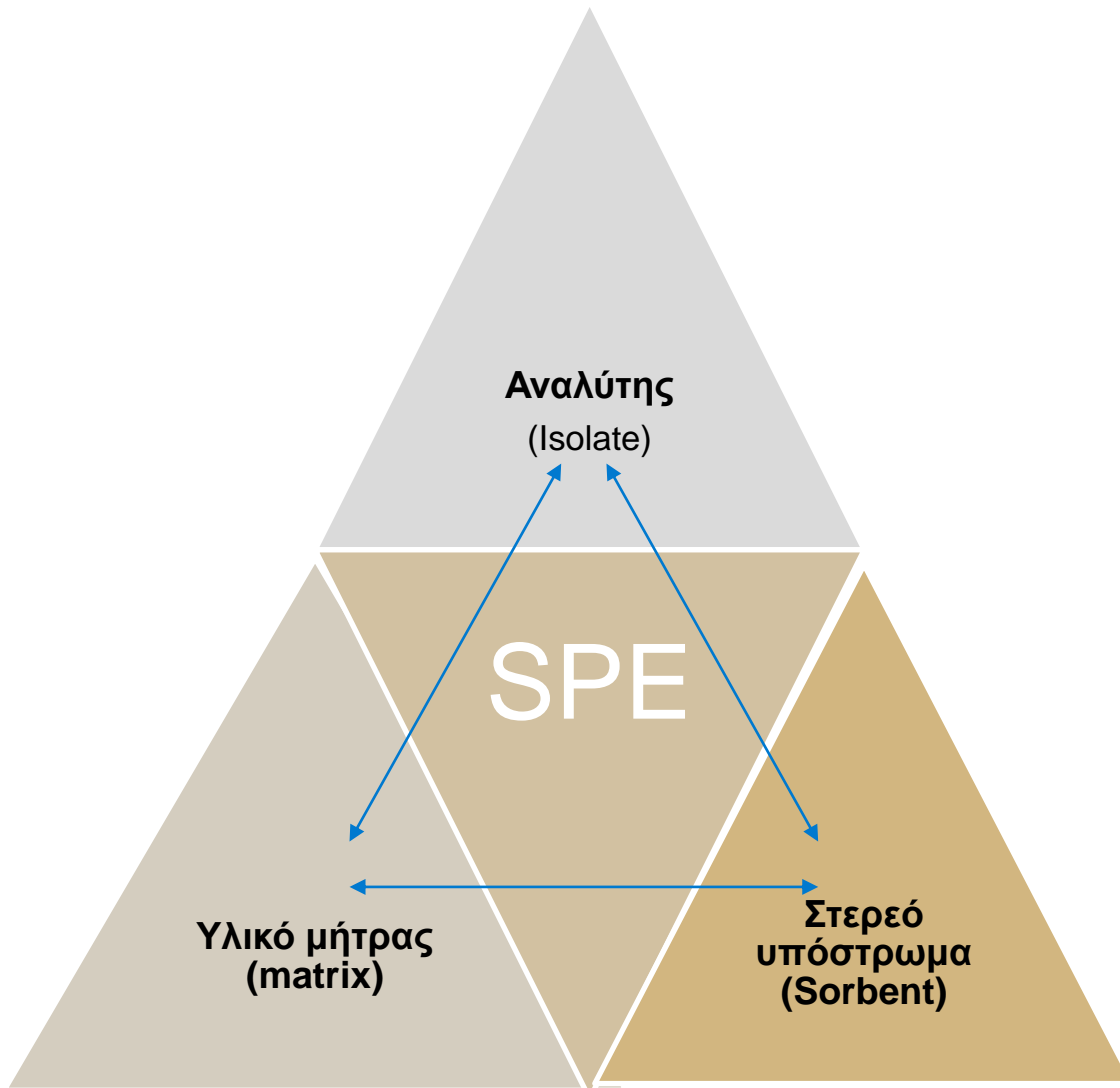 Αναλύτης
(Isolate)
SPE
Υλικό μήτρας
(matrix)
Στερεό
υπόστρωμα
(Sorbent)